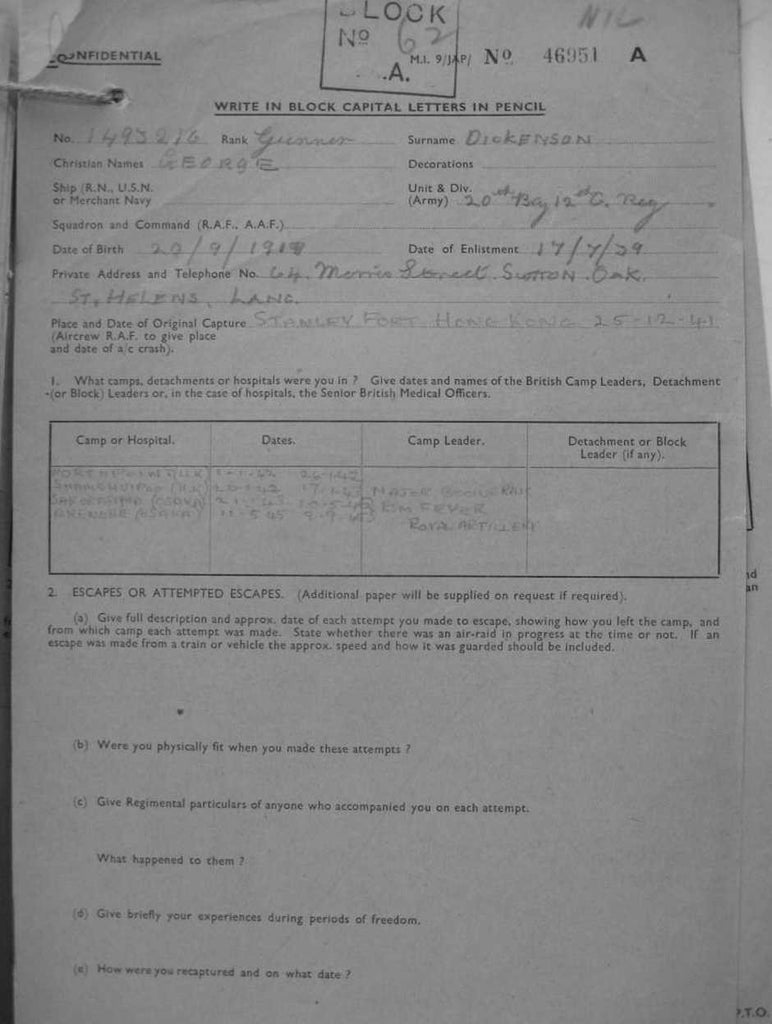 BLOCK
No 62
A.
NIL
CONFIDENTIAL
M.I. 9/JAP/ No. 46951 A
WRITE IN BLOCK CAPITAL LETTERS IN PENCIL
No. Rank Gunner Surname DICKENSON
Christian Names GEORGE Decorations
Ship (R.N., U.S.N. or Merchant Navy
Unit & Div. (Army) 20th Bty 12th C. Reg
Squadron and Command (R.A.F., A.A.F.)
Date of Birth 20/9/1919 Date of Enlistment 17/7/39
Private Address and Telephone No. 64. Morris Street. SUTTON. OAK.
ST, HELENS, LANC.
Place and Date of Original Capture STANLEY FORT HONG KONG 25-12-41
(Aircrew R.A.F. to give place
and date of a/c crash).
1. What camps, detachments or hospitals were you in ? Give dates and names of the British Camp Leaders, Detachment
(or Block) Leaders or, in the case of hospitals, the Senior British Medical Officers.
Camp or Hospital. Dates. Camp Leader. Detachment or Block
Leader (if any).
NORTH POINT (H.K)
SHAMSHUIPO (H.K) MAJOR
(OSAKA)
(OSAKA)
ROYAL ARTILLERY
2. ESCAPES OR ATTEMPTED ESCAPES. (Additional paper will be supplied on request if required).
(a) Give full description and approx. date of each attempt you made to escape, showing how you left the camp, and
from which camp each attempt was made. State whether there was an air-raid in progress at the time or not. If an
escape was made from a train or vehicle the approx. speed and how it was guarded should be included.
(b) Were you physically fit when you made these attempts ?
(c) Give Regimental particulars of anyone who accompanied you on each attempt.
What happened to them ?
(d) Give briefly your experiences during periods of freedom.
(e) How were you recaptured and on what date ?
P.T.O.